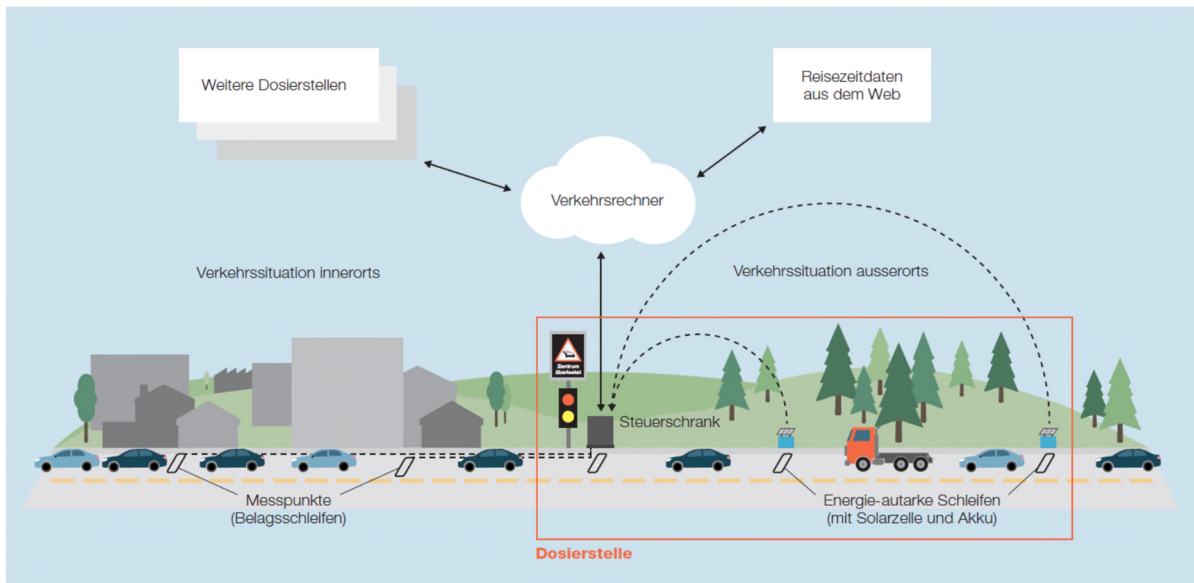 Weitere Dosierstellen
Reisezeitdaten
aus dem Web
Verkehrsrechner
Verkehrssituation innerorts
Verkehrssituation ausserorts
Zentrum
überlastet
Steuerschrank
Messpunkte
(Belagsschleifen)
Energie-autarke Schleifen
(mit Solarzelle und Akku)
Dosierstelle